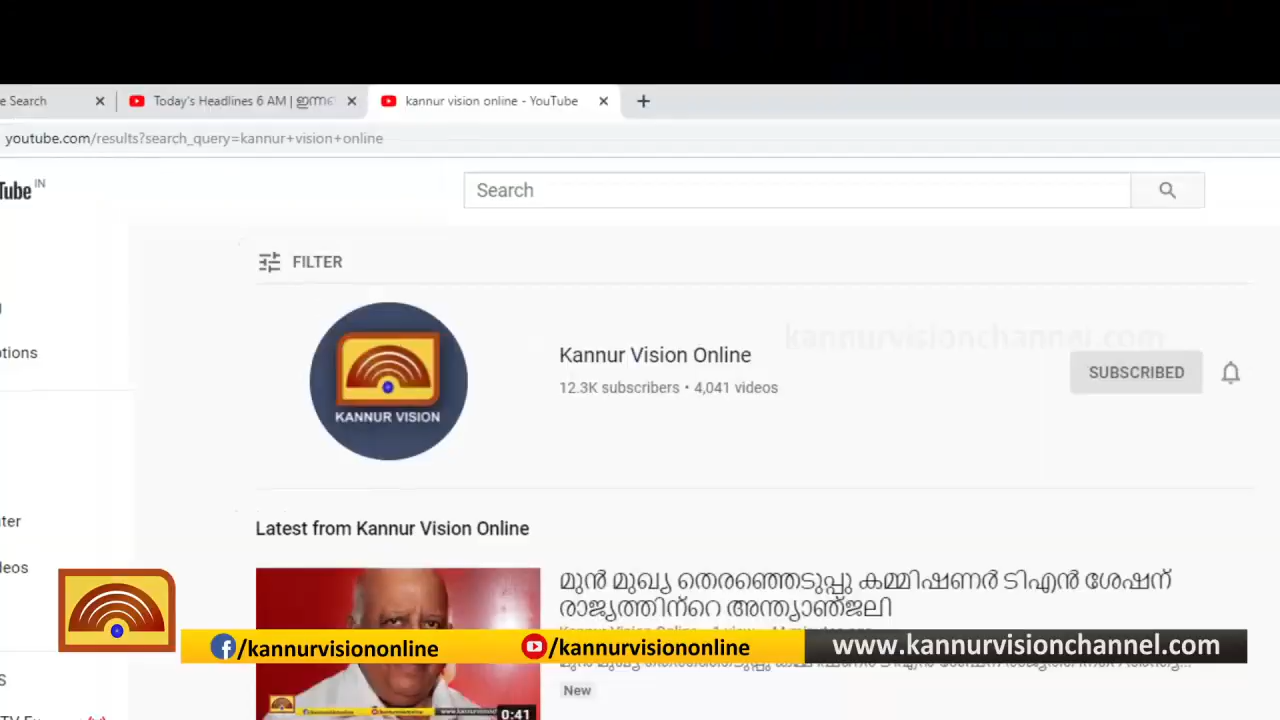 e Search
Today's Headlines 6 AM | ഇന്നത്
kannur vision online - YouTube
youtube.com/results?search_query=kannur+vision+online
Tube IN
Search
FILTER
kannurvisionchannel.com
KANNUR VISION
Kannur Vision Online
12.3K subscribers • 4,041 videos
SUBSCRIBED
otions
Latest from Kannur Vision Online
മുൻ മുഖ്യ തെരഞ്ഞെടുപ്പു കമ്മിഷണർ ടിഎൻ ശേഷന്
രാജ്യത്തിന്റെ അന്ത്യാഞ്ജലി
uter
deos
/kannurvisiononline
/kannurvisiononline
www.kannurvisionchannel.com
New
0:41
S